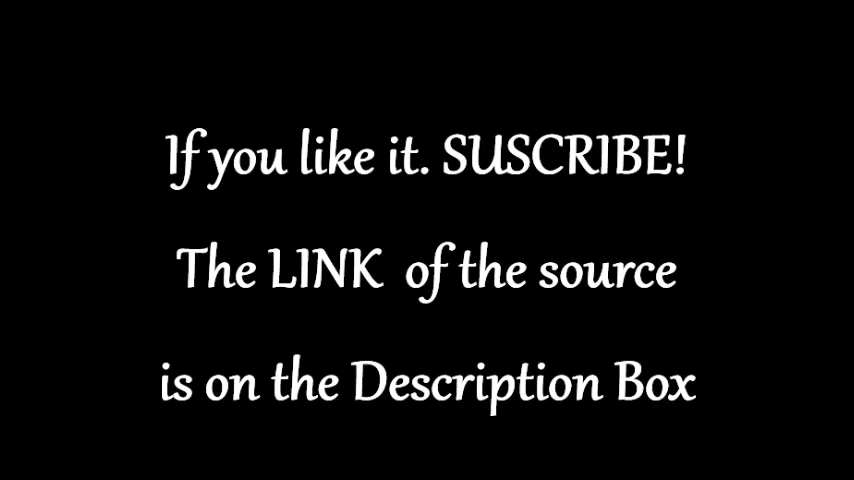 If you like it. SUSCRIBE!
The LINK of the source
is on the Description Box